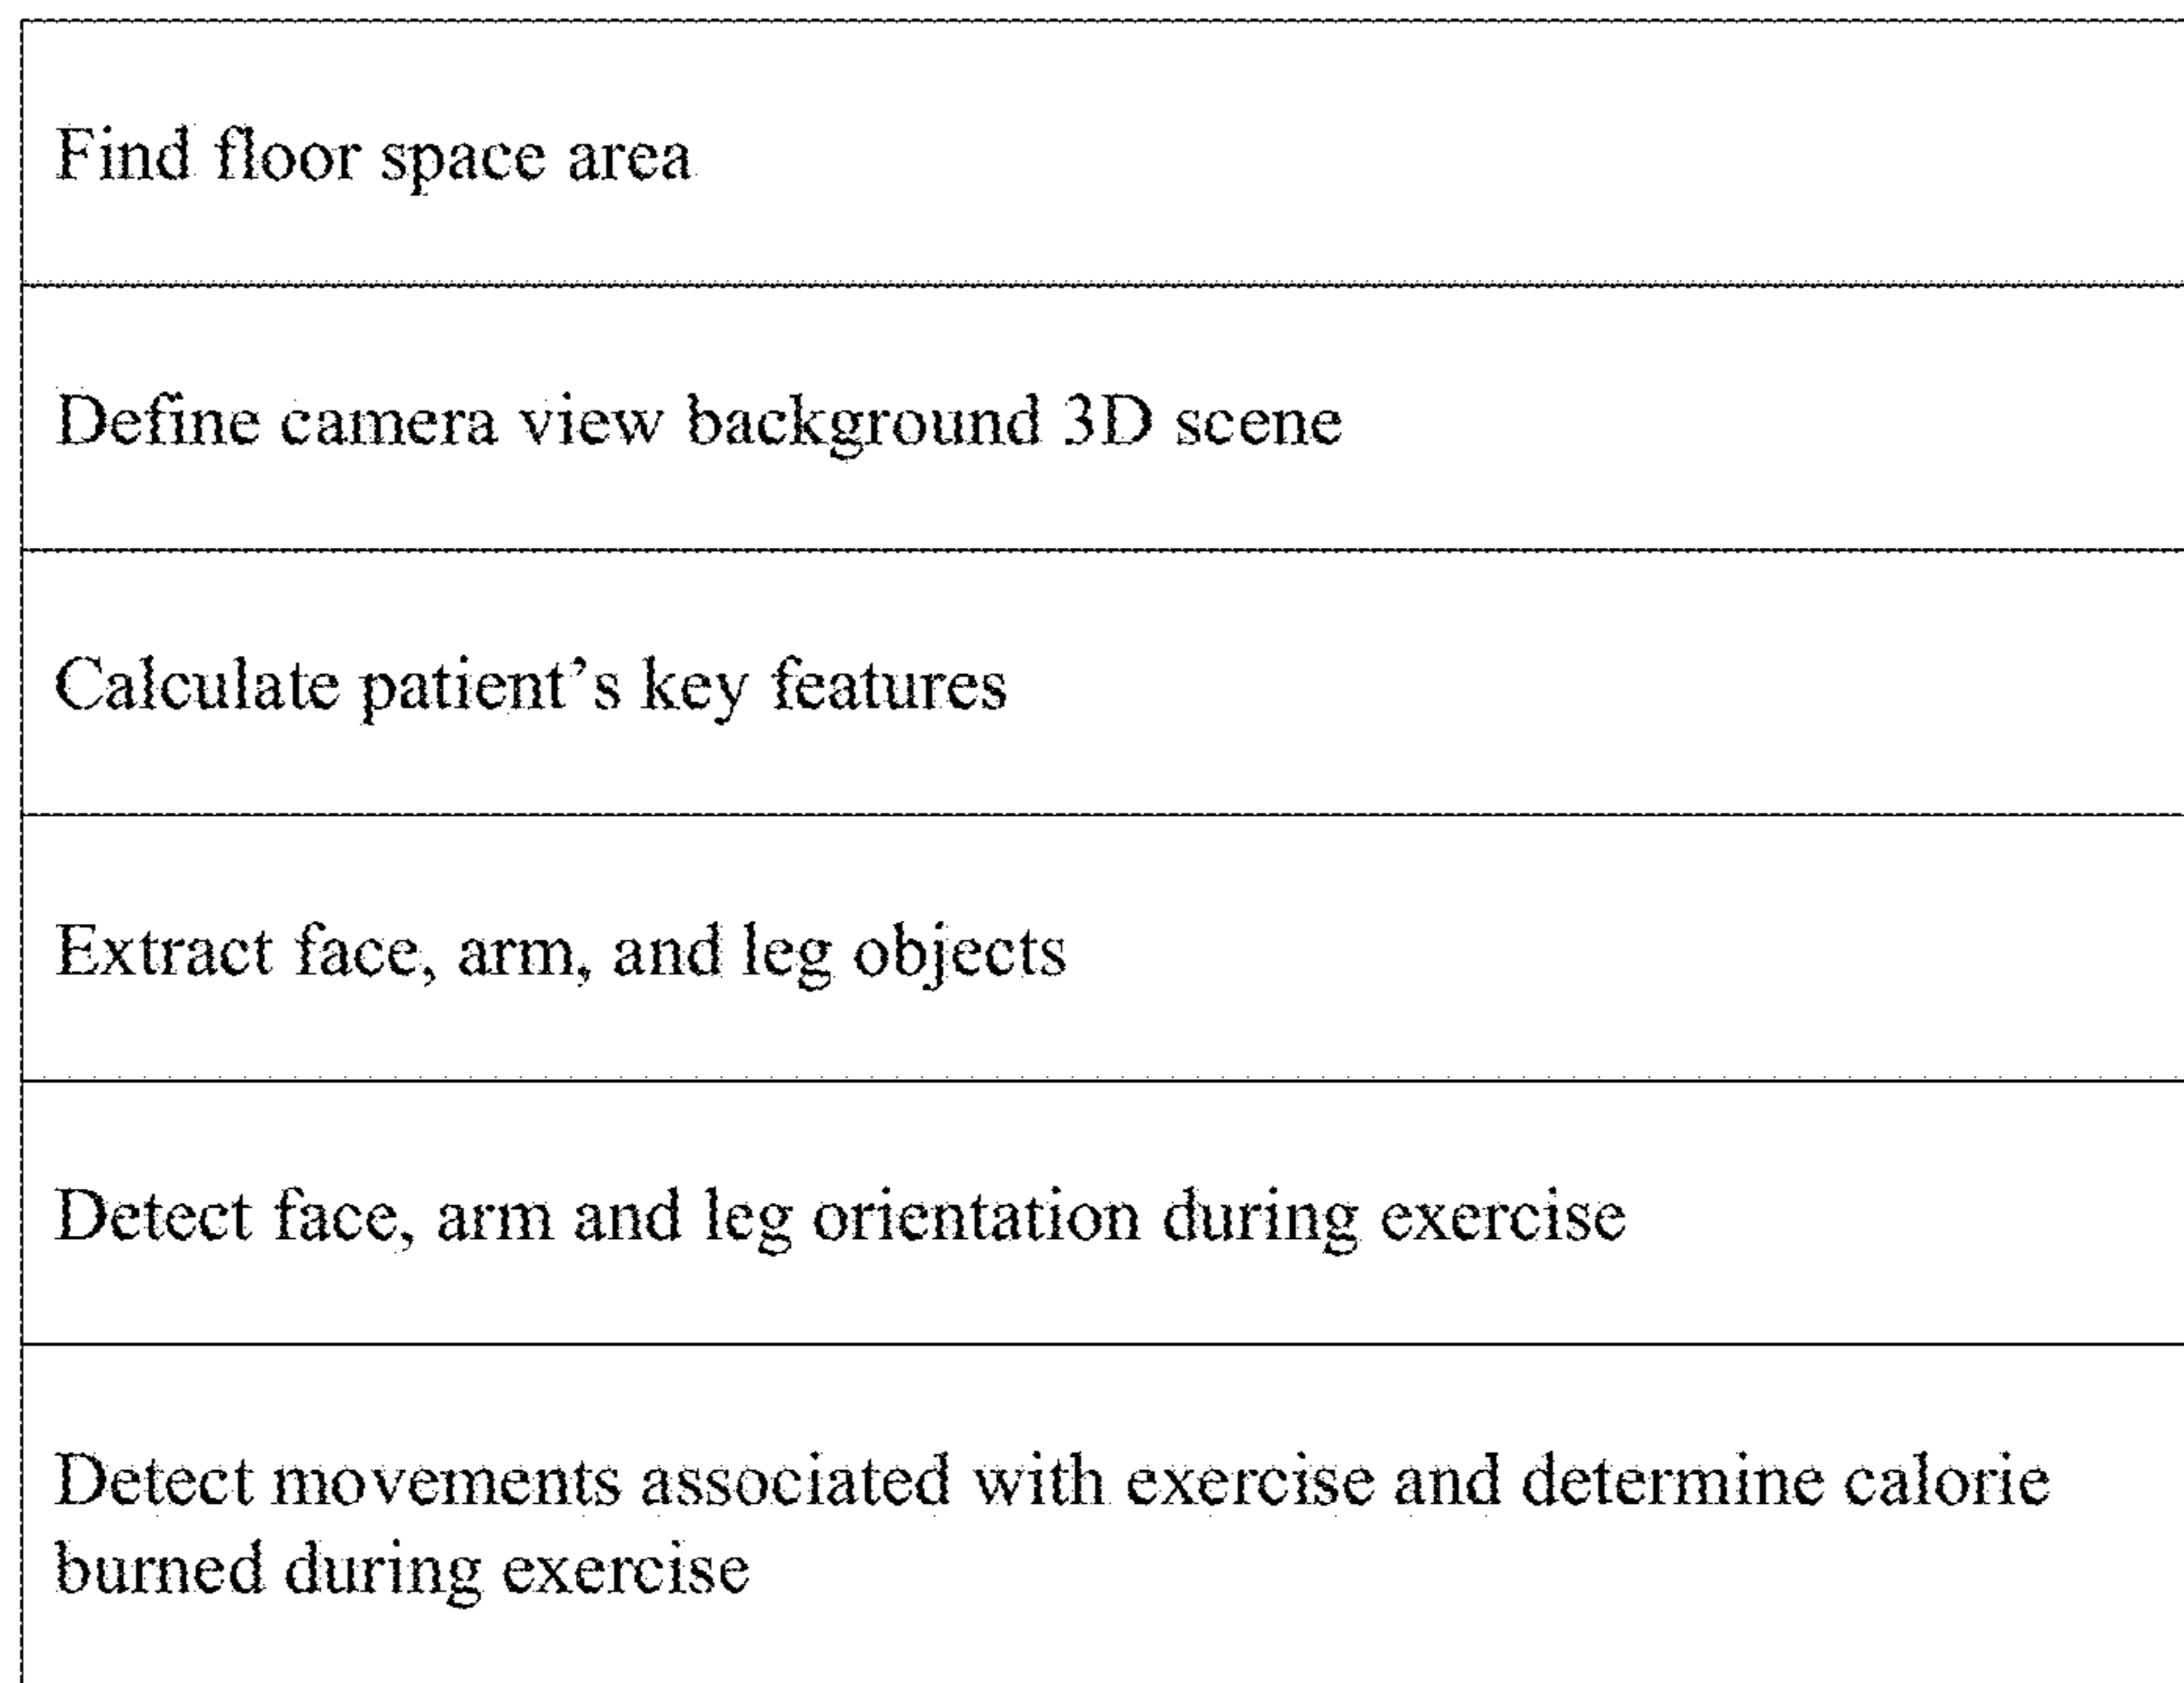 Find floor space area
Define camera view background 3D scene
Calculate patient’s key features
Extract face, arm, and leg objects
Detect face, arm and leg orientation during exercise
Detect movements associated with exercise and determine calorie
burned during exercise